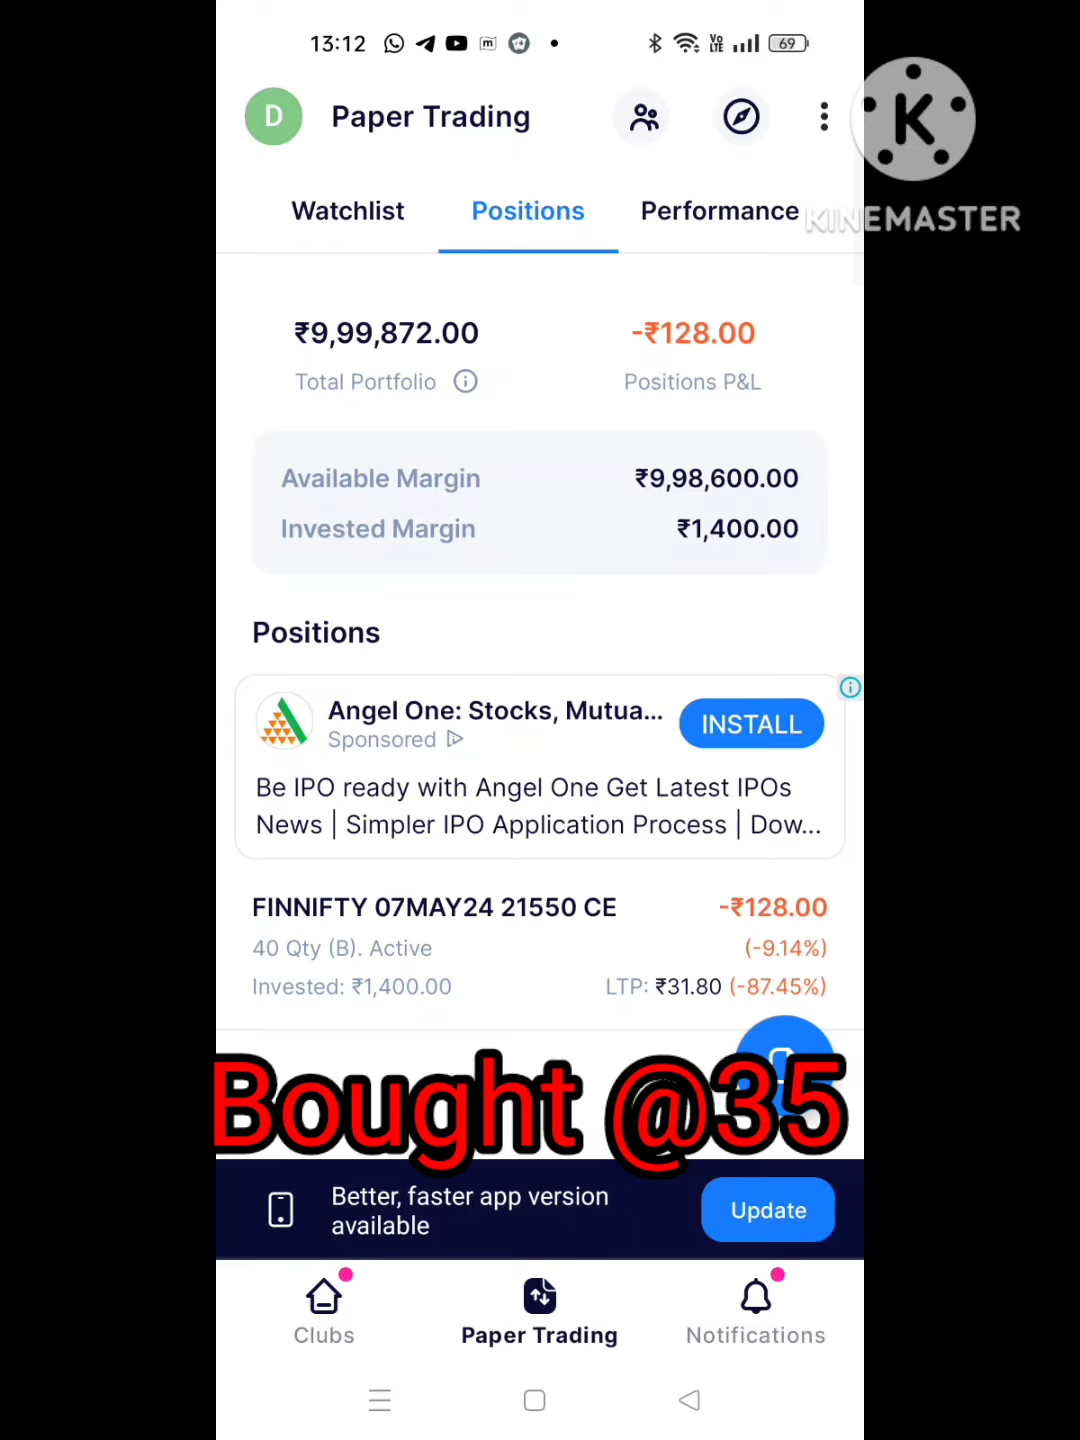 13:12
Vo LTE
69
D
Paper Trading
K
KINEMASTER
Watchlist
Positions
Performance
₹9,99,872.00
-₹128.00
Total Portfolio
Positions P&L
Available Margin
₹9,98,600.00
Invested Margin
₹1,400.00
Positions
Angel One: Stocks, Mutua...
INSTALL
Sponsored
Be IPO ready with Angel One Get Latest IPOs
News | Simpler IPO Application Process | Dow...
FINNIFTY 07MAY24 21550 CE
-₹128.00
40 Qty (B). Active
(-9.14%)
Invested: ₹1,400.00
LTP: ₹31.80 (-87.45%)
Bought @35
Better, faster app version
available
Update
Clubs
Paper Trading
Notifications